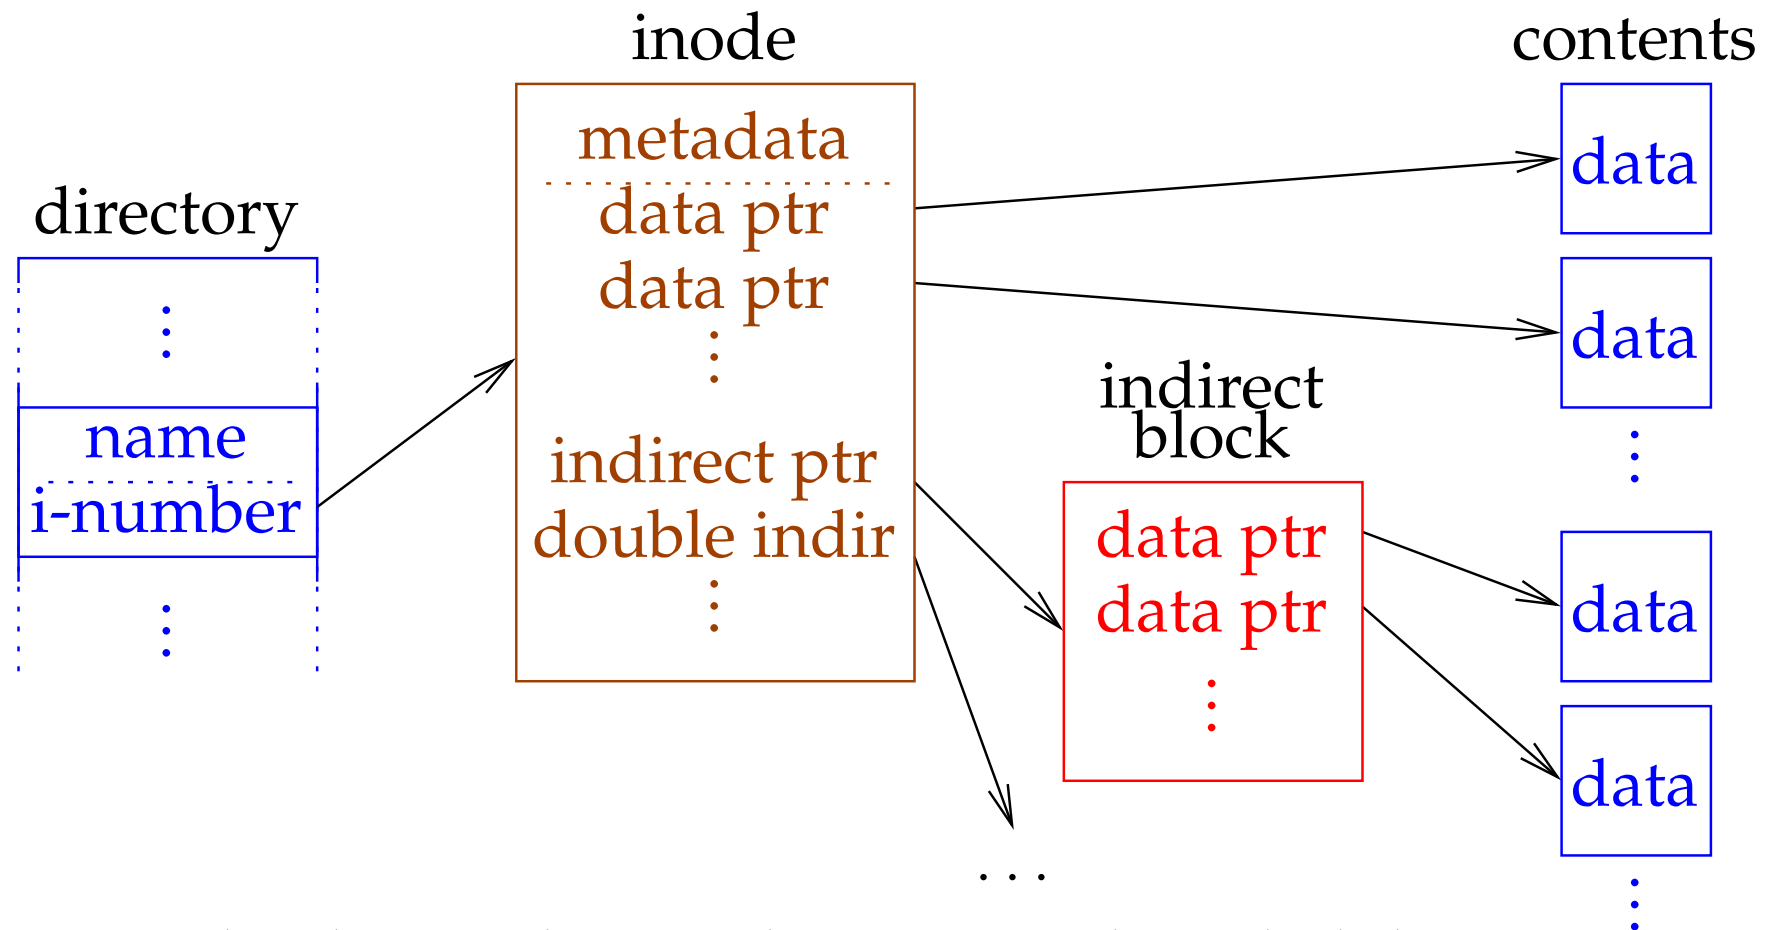 directory
name
i-number
inode
metadata
data ptr
data ptr
indirect ptr
double indir
. . .
indirect
block
data ptr
data ptr
contents
data
data
data
data